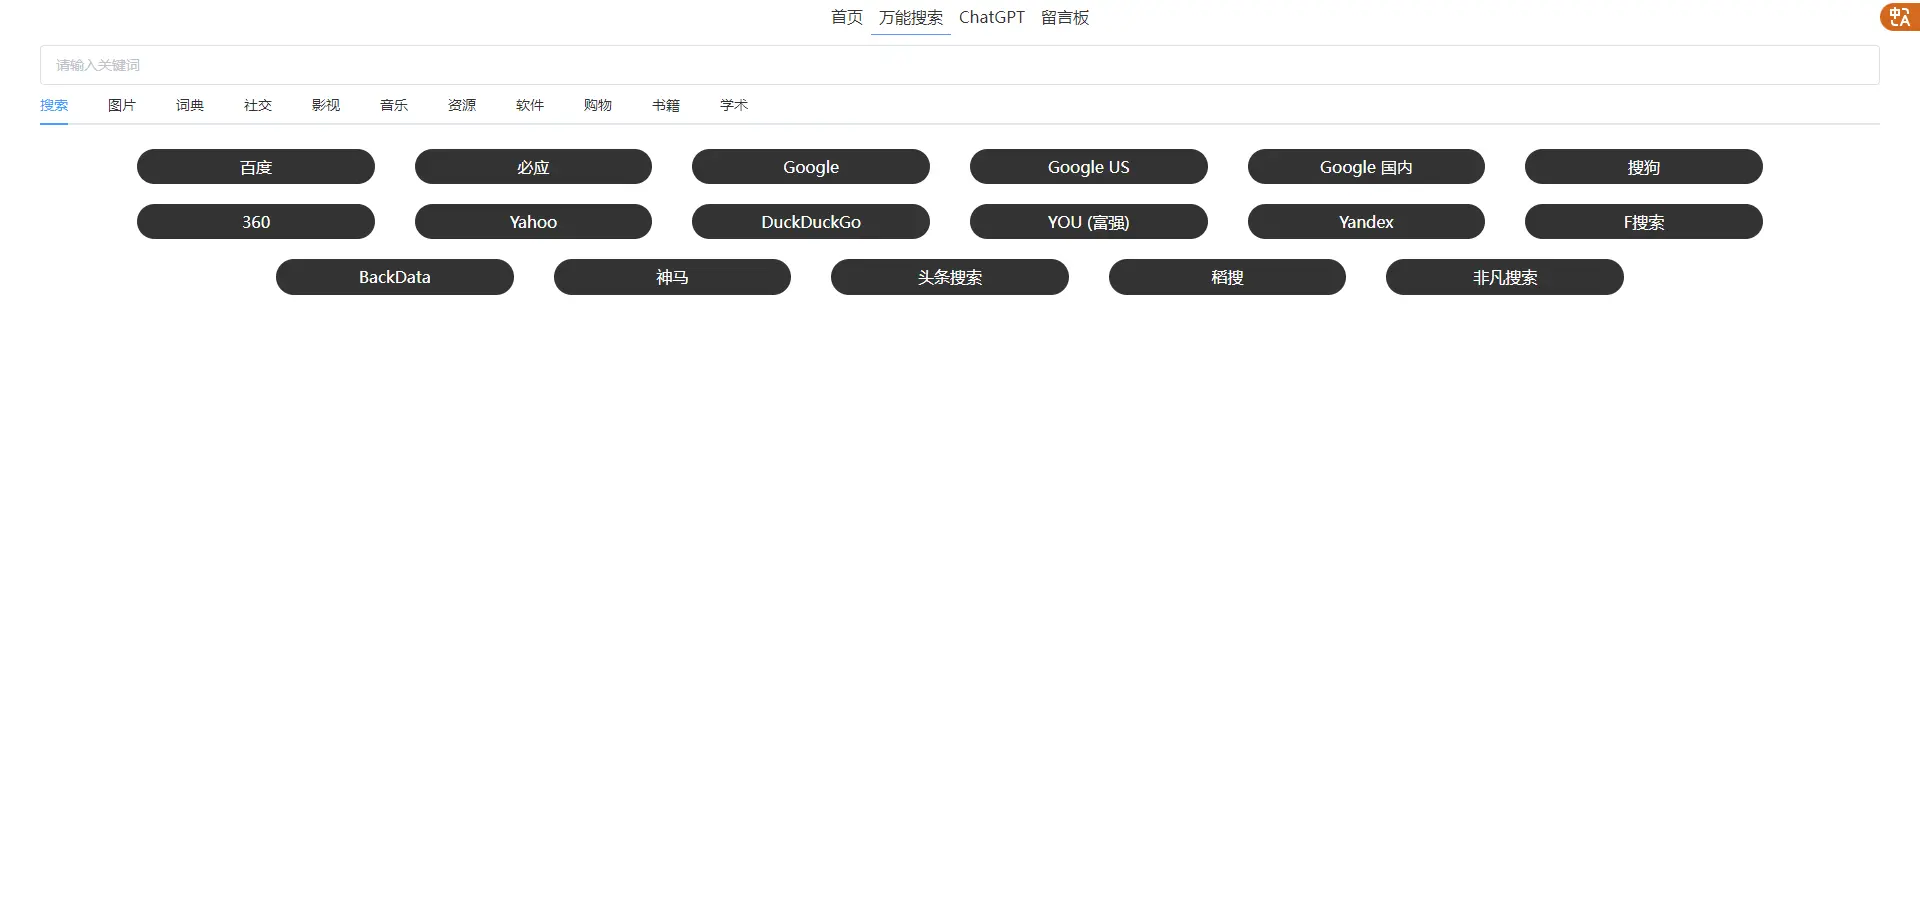 首页 万能搜索 ChatGPT 留言板
中A
请输入关键词
搜索 图片 词典 社交 影视 音乐 资源 软件 购物 书籍 学术
百度 必应 Google Google US Google 国内 搜狗
360 Yahoo DuckDuckGo YOU (富强) Yandex F搜索
BackData 神马 头条搜索 稻搜 非凡搜索